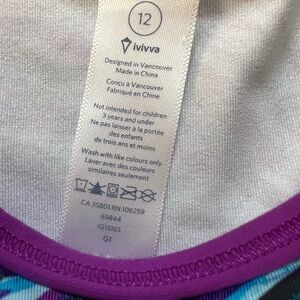 12
ivivva
Designed in Vancouver
Made in China
Conçu à Vancouver
Fabriqué en Chine
Not intended for children
3 years and under
Ne pas laisser à la portée
des enfants
de trois ans et moins
Wash with like colours only
Laver avec des couleurs
similaires seulement
CA 35801 RN 106259
69844
IG1516S
G1